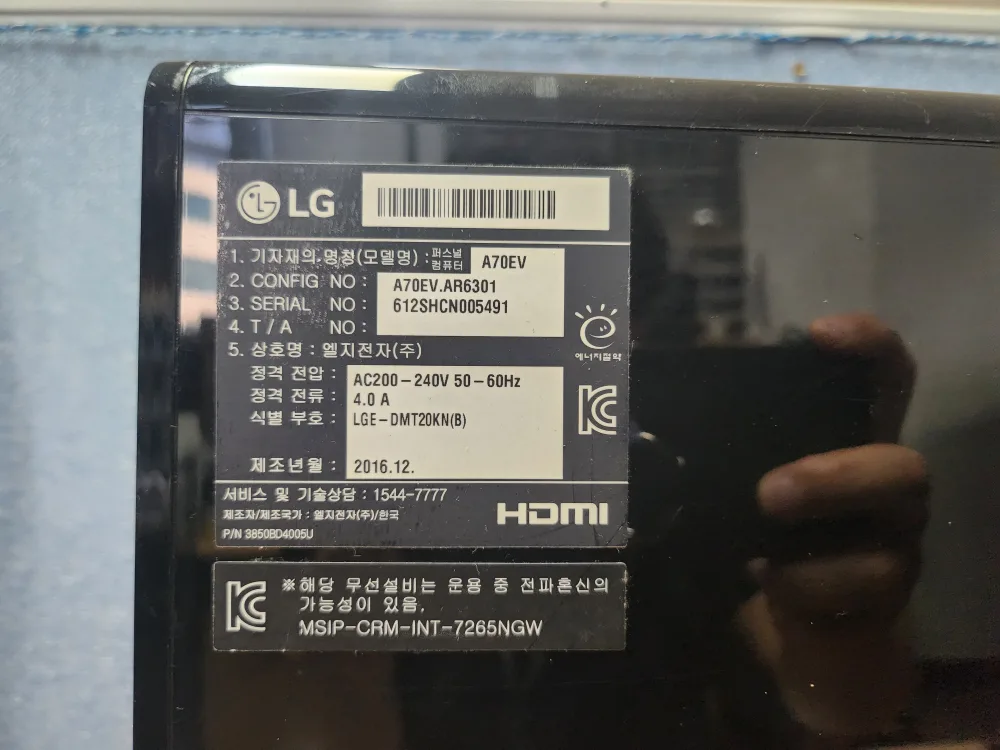 LG
1. 기자재의 명칭(모델명) : 퍼스널 컴퓨터 A70EV
2. CONFIG NO : A70EV.AR6301
3. SERIAL NO : 612SHCN005491
4. T / A NO :
5. 상호명 : 엘지전자(주)
정격 전압 : AC200-240V 50-60Hz
정격 전류 : 4.0 A
식별 부호 : LGE-DMT20KN(B)
제조년월 : 2016.12.
에너지절약
서비스 및 기술상담 : 1544-7777
제조자/제조국가 : 엘지전자(주)/한국
P/N 3850BD4005U
HDMI
※해당 무선설비는 운용 중 전파혼신의
가능성이 있음.
MSIP-CRM-INT-7265NGW